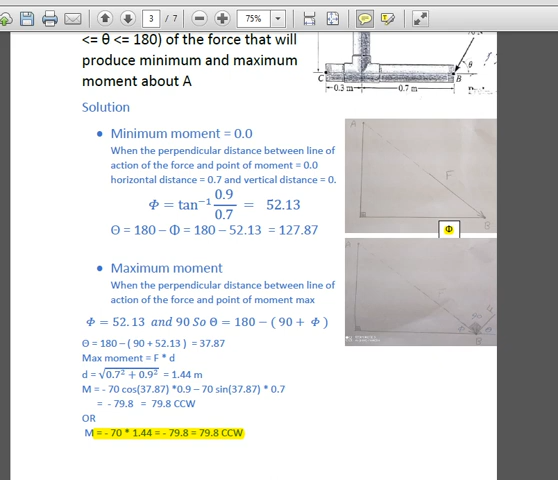 3 / 7
75%
<= θ <= 180) of the force that will
produce minimum and maximum
moment about A
C
0.3 m
0.7 m
B
θ
Solution
• Minimum moment = 0.0
When the perpendicular distance between line of
action of the force and point of moment = 0.0
horizontal distance = 0.7 and vertical distance = 0.
Φ = tan⁻¹ 0.9/0.7 = 52.13
Θ = 180 – Φ = 180 – 52.13 = 127.87
A
F
B
Φ
• Maximum moment
When the perpendicular distance between line of
action of the force and point of moment max
Φ = 52.13 and 90 So Θ = 180 – ( 90 + Φ )
Θ = 180 – ( 90 + 52.13 ) = 37.87
Max moment = F * d
d = √0.7² + 0.9² = 1.44 m
M = - 70 cos(37.87) *0.9 – 70 sin(37.87) * 0.7
= - 79.8 = 79.8 CCW
OR
M = - 70 * 1.44 = - 79.8 = 79.8 CCW
A
B